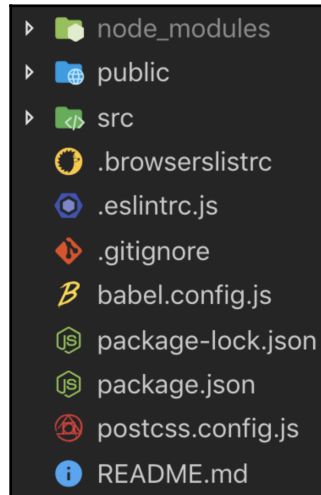 node_modules
public
src
.browserslistrc
.eslintrc.js
.gitignore
babel.config.js
package-lock.json
package.json
postcss.config.js
README.md